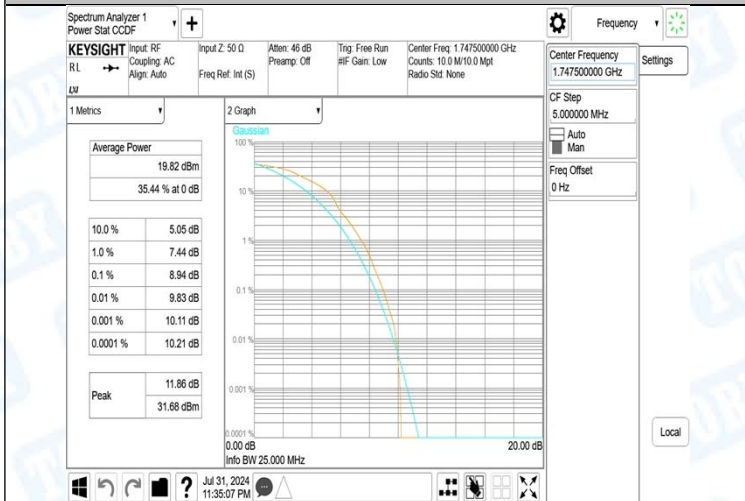 Spectrum Analyzer 1
Power Stat CCDF
Frequency
KEYSIGHT
RL
LXI
Input: RF
Coupling: AC
Align: Auto
Input Z: 50 Ω
Freq Ref: Int (S)
Atten: 46 dB
Preamp: Off
Trig: Free Run
#IF Gain: Low
Center Freq: 1.747500000 GHz
Counts: 10.0 M/10.0 Mpt
Radio Std: None
Center Frequency
1.747500000 GHz
Settings
CF Step
5.000000 MHz
Auto
Man
Freq Offset
0 Hz
1 Metrics
Average Power
19.82 dBm
35.44 % at 0 dB
10.0 % 5.05 dB
1.0 % 7.44 dB
0.1 % 8.94 dB
0.01 % 9.83 dB
0.001 % 10.11 dB
0.0001 % 10.21 dB
Peak
11.86 dB
31.68 dBm
2 Graph
Gaussian
100 %
10 %
1 %
0.1 %
0.01 %
0.001 %
0.0001 %
0.00 dB
20.00 dB
Info BW 25.000 MHz
Local
?
Jul 31, 2024
11:35:07 PM